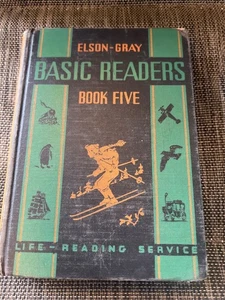 ELSON-GRAY
BASIC READERS
BOOK FIVE
LIFE-READING SERVICE